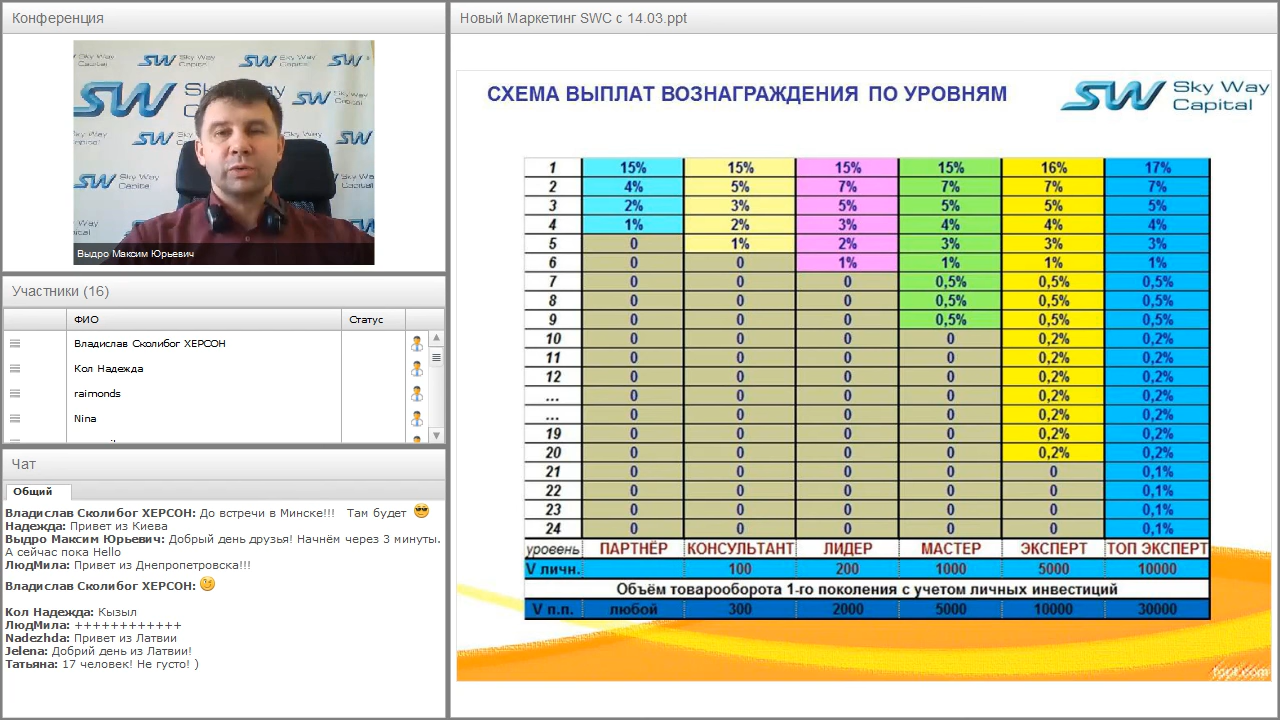 Конференция
Sky Way
Capital
Выдро Максим Юрьевич
Участники (16)
ФИО Статус
Владислав Сколибог ХЕРСОН
Кол Надежда
raimonds
Nina
Чат
Общий
Владислав Сколибог ХЕРСОН: До встречи в Минске!!! Там будет
Надежда: Привет из Киева
Выдро Максим Юрьевич: Добрый день друзья! Начнём через 3 минуты.
А сейчас пока Hello
ЛюдМила: Привет из Днепропетровска!!!
Владислав Сколибог ХЕРСОН:
Кол Надежда: Кызыл
ЛюдМила: ++++++++++++
Nadezhda: Привет из Латвии
Jelena: Добрий день из Латвии!
Татьяна: 17 человек! Не густо! )
Новый Маркетинг SWC с 14.03.ppt
СХЕМА ВЫПЛАТ ВОЗНАГРАЖДЕНИЯ ПО УРОВНЯМ
SW Sky Way
Capital
1 15% 15% 15% 15% 16% 17%
2 4% 5% 7% 7% 7% 7%
3 2% 3% 5% 5% 5% 5%
4 1% 2% 3% 4% 4% 4%
5 0 1% 2% 3% 3% 3%
6 0 0 1% 1% 1% 1%
7 0 0 0 0,5% 0,5% 0,5%
8 0 0 0 0,5% 0,5% 0,5%
9 0 0 0 0,5% 0,5% 0,5%
10 0 0 0 0 0,2% 0,2%
11 0 0 0 0 0,2% 0,2%
12 0 0 0 0 0,2% 0,2%
... 0 0 0 0 0,2% 0,2%
... 0 0 0 0 0,2% 0,2%
19 0 0 0 0 0,2% 0,2%
20 0 0 0 0 0,2% 0,2%
21 0 0 0 0 0 0,1%
22 0 0 0 0 0 0,1%
23 0 0 0 0 0 0,1%
24 0 0 0 0 0 0,1%
уровень ПАРТНЁР КОНСУЛЬТАНТ ЛИДЕР МАСТЕР ЭКСПЕРТ ТОП ЭКСПЕРТ
V личн. 100 200 1000 5000 10000
Объём товарооборота 1-го поколения с учетом личных инвестиций
V п.п. любой 300 2000 5000 10000 30000
fppt.com